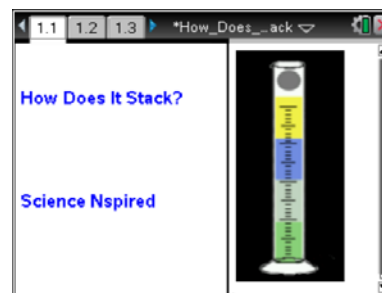 1.1 1.2 1.3 *How_Does_...ack
How Does It Stack?
Science Nspired